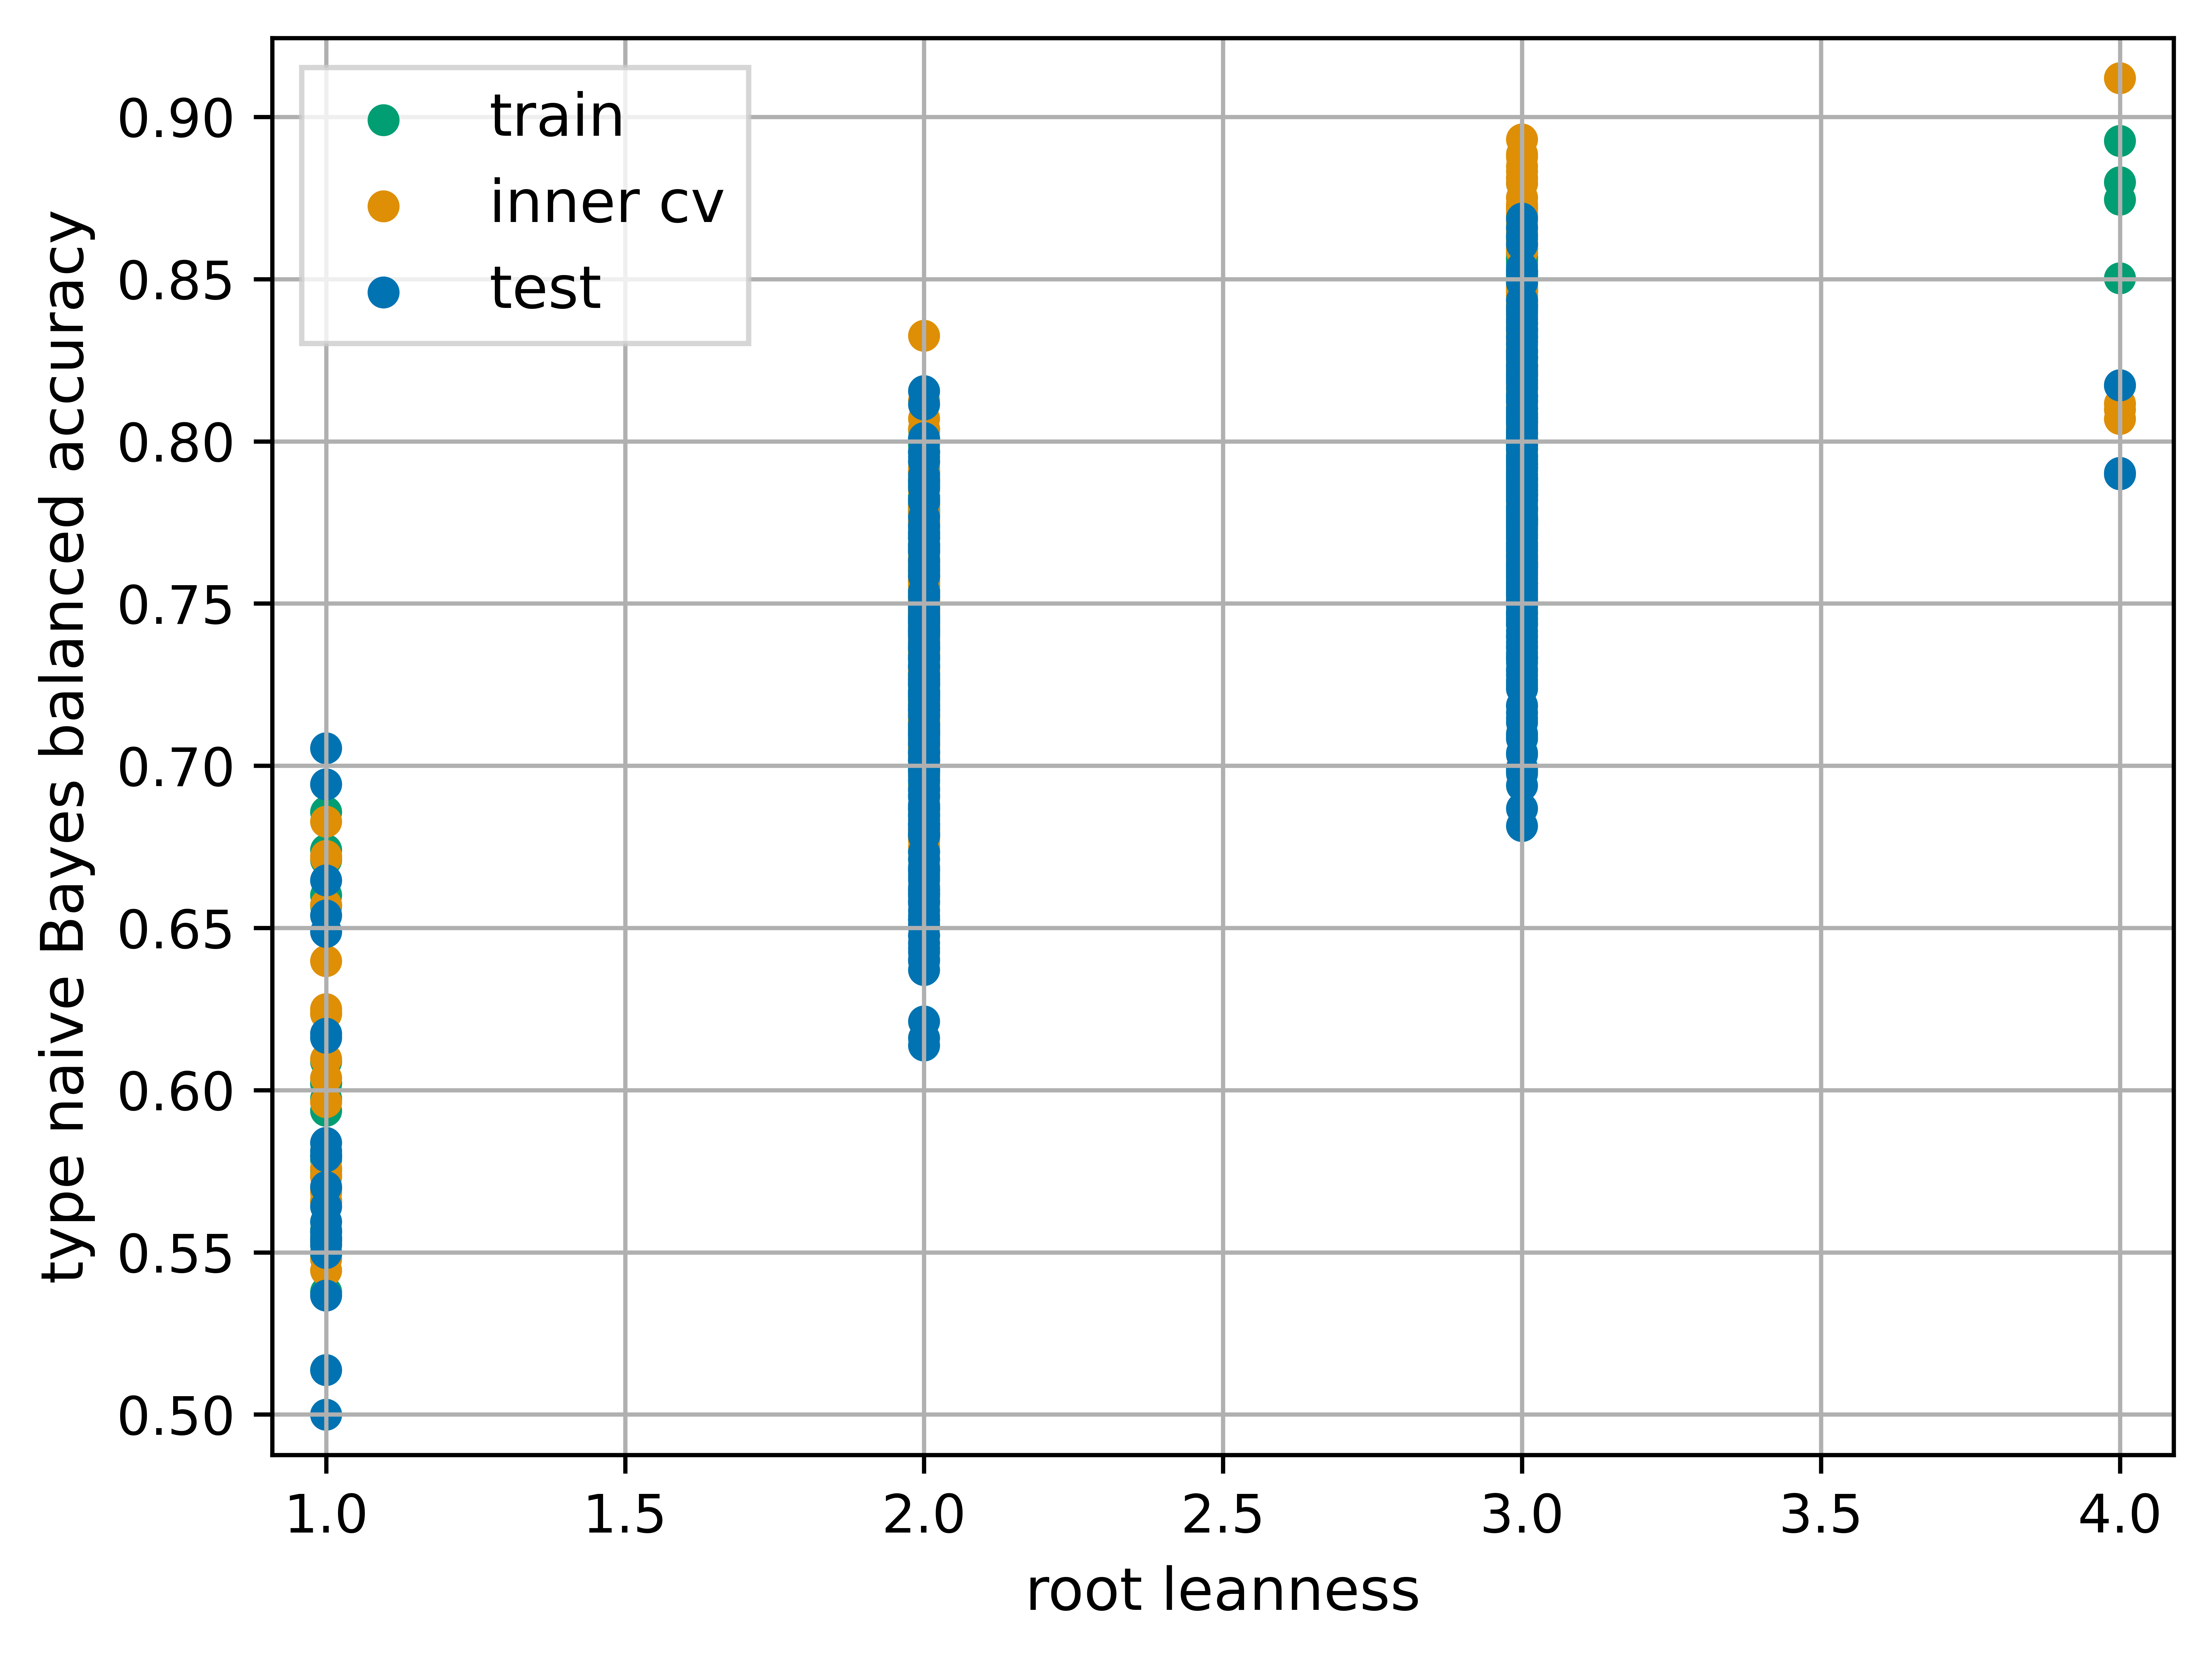 train
inner cv
test
type naive Bayes balanced accuracy
0.90
0.85
0.80
0.75
0.70
0.65
0.60
0.55
0.50
1.0 1.5 2.0 2.5 3.0 3.5 4.0
root leanness